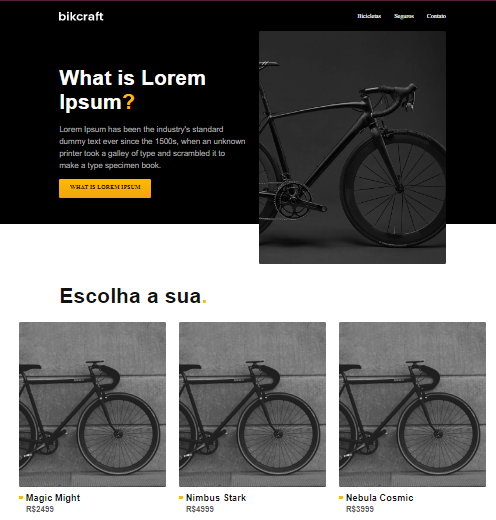 bikcraft
Bicicletas Seguros Contato
What is Lorem
Ipsum?
Lorem Ipsum has been the industry's standard
dummy text ever since the 1500s, when an unknown
printer took a galley of type and scrambled it to
make a type specimen book.
WHAT IS LOREM IPSUM
Escolha a sua.
Magic Might
R$2499
Nimbus Stark
R$4999
Nebula Cosmic
R$3999